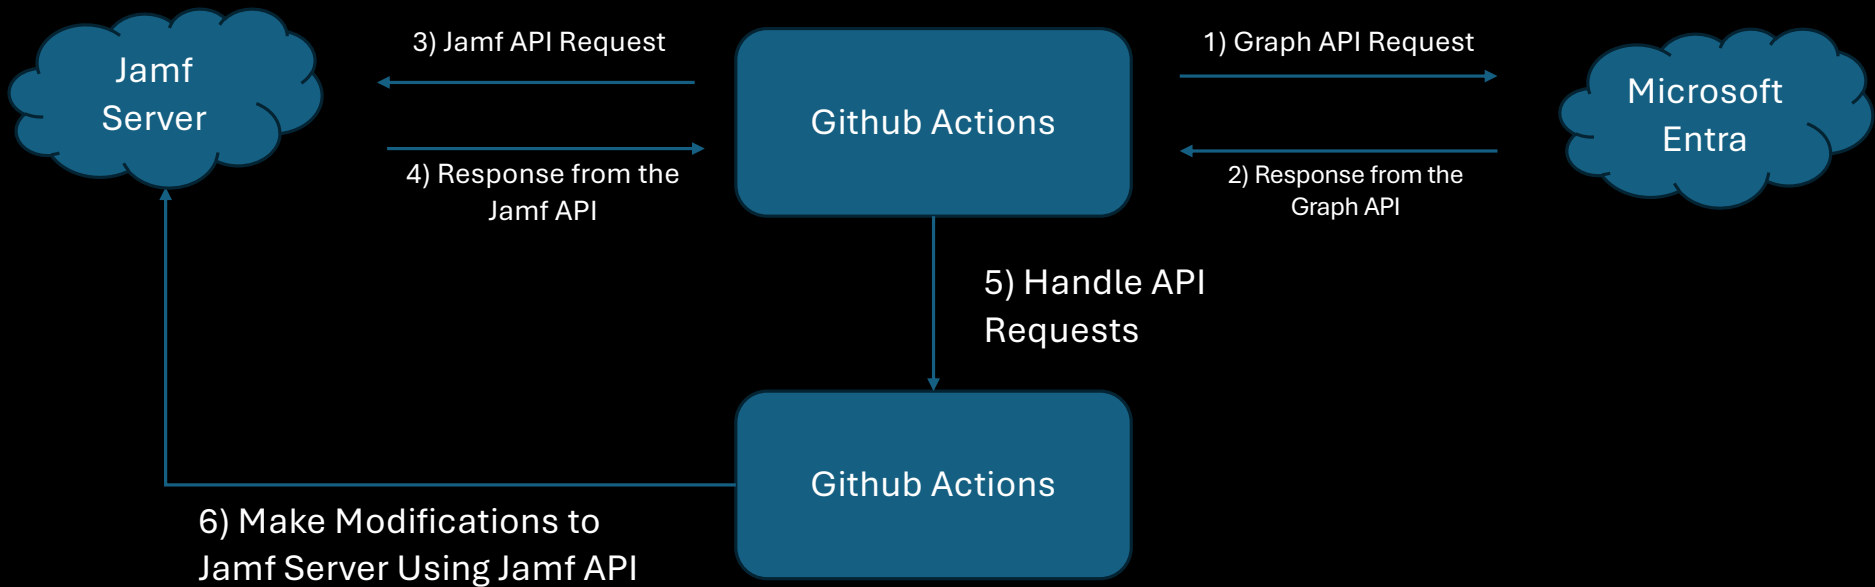 Jamf
Server
3) Jamf API Request
4) Response from the
Jamf API
Github Actions
1) Graph API Request
2) Response from the
Graph API
Microsoft
Entra
5) Handle API
Requests
Github Actions
6) Make Modifications to
Jamf Server Using Jamf API